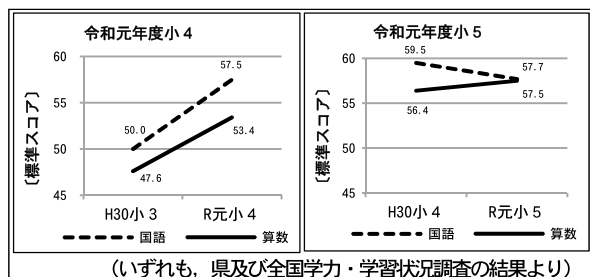 令和元年度小4
60
55
50
45
〔標準スコア〕
50.0
57.5
47.6
53.4
H30小3
R元小4
国語
算数
令和元年度小5
60
55
50
45
〔標準スコア〕
59.5
57.7
56.4
57.5
H30小4
R元小5
国語
算数
（いずれも，県及び全国学力・学習状況調査の結果より）